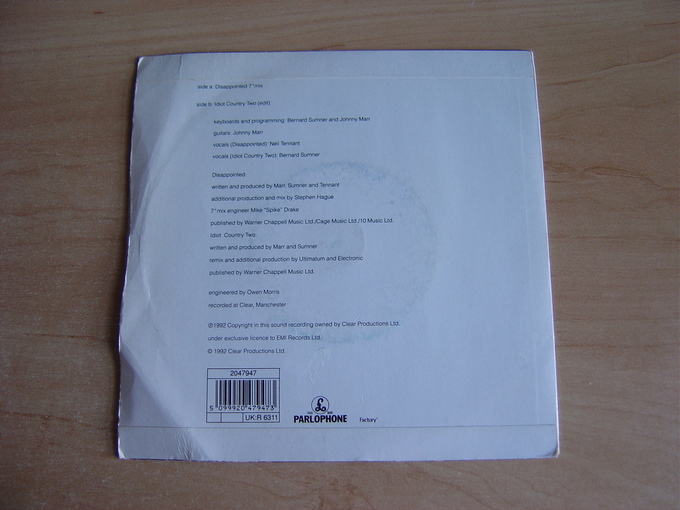 side a: Disappointed 7" mix
side b: Idiot Country Two (edit)
keyboards and programming: Bernard Sumner and Johnny Marr
guitars: Johnny Marr
vocals (Disappointed): Neil Tennant
vocals (Idiot Country Two): Bernard Sumner
Disappointed:
written and produced by Marr, Sumner and Tennant
additional production and mix by Stephen Hague
7" mix engineer Mike "Spike" Drake
published by Warner Chappell Music Ltd./Cage Music Ltd./10 Music Ltd.
Idiot Country Two:
written and produced by Marr and Sumner
remix and additional production by Ultimatum and Electronic
published by Warner Chappell Music Ltd.
engineered by Owen Morris
recorded at Clear, Manchester
℗1992 Copyright in this sound recording owned by Clear Productions Ltd.
under exclusive licence to EMI Records Ltd.
© 1992 Clear Productions Ltd.
2047947
5 099920 479473
UK: R 6311
PARLOPHONE
Factory